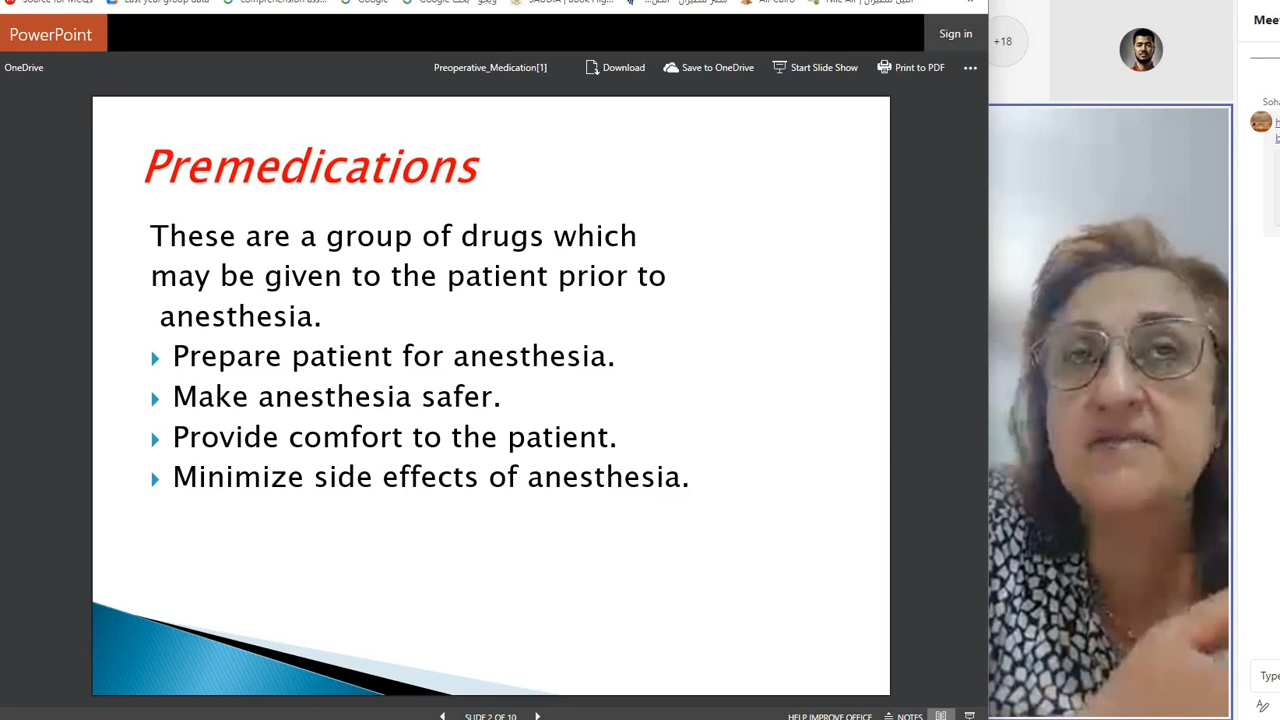 PowerPoint
Sign in
OneDrive
Preoperative_Medication[1]
Download
Save to OneDrive
Start Slide Show
Print to PDF
+18
Mee
Soha
Premedications
These are a group of drugs which
may be given to the patient prior to
anesthesia.
Prepare patient for anesthesia.
Make anesthesia safer.
Provide comfort to the patient.
Minimize side effects of anesthesia.
Type
SLIDE 2 OF 10
HELP IMPROVE OFFICE
NOTES